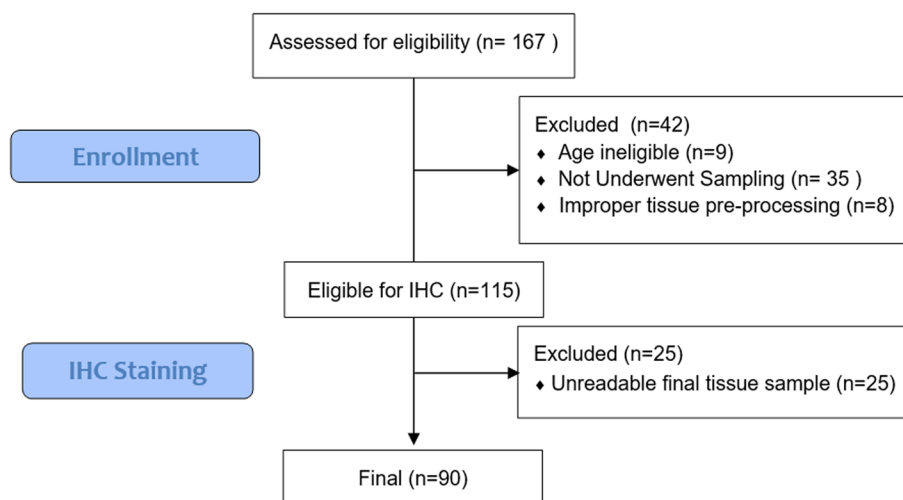 Assessed for eligibility (n= 167 )
Enrollment
Excluded (n=42)
♦ Age ineligible (n=9)
♦ Not Underwent Sampling (n= 35 )
♦ Improper tissue pre-processing (n=8)
Eligible for IHC (n=115)
IHC Staining
Excluded (n=25)
♦ Unreadable final tissue sample (n=25)
Final (n=90)